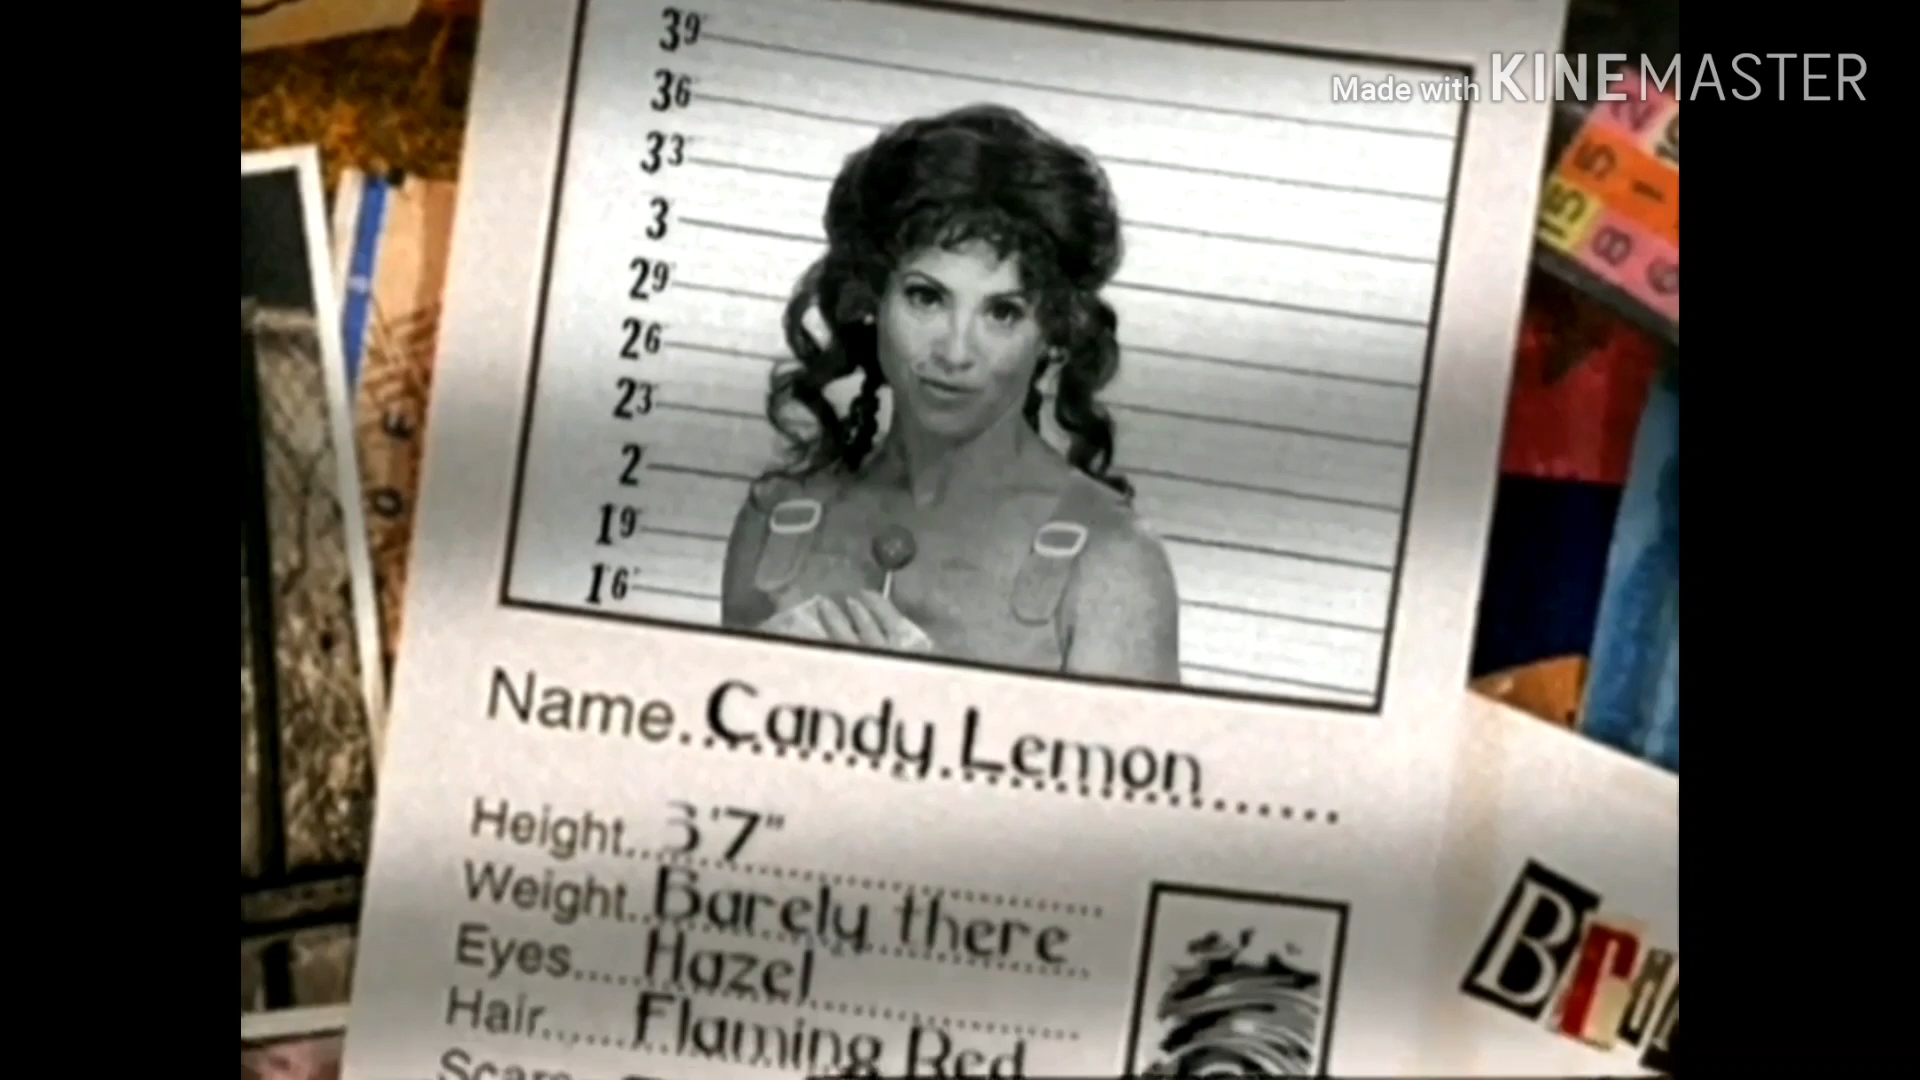 39
Made with KINEMASTER
36
33
3
29
26
23
2
19
16
Name. Candy Lemon
Height... 3'7"
Weight.. Barely there
Eyes.... Hazel
Hair...... Flaming Red
Scars